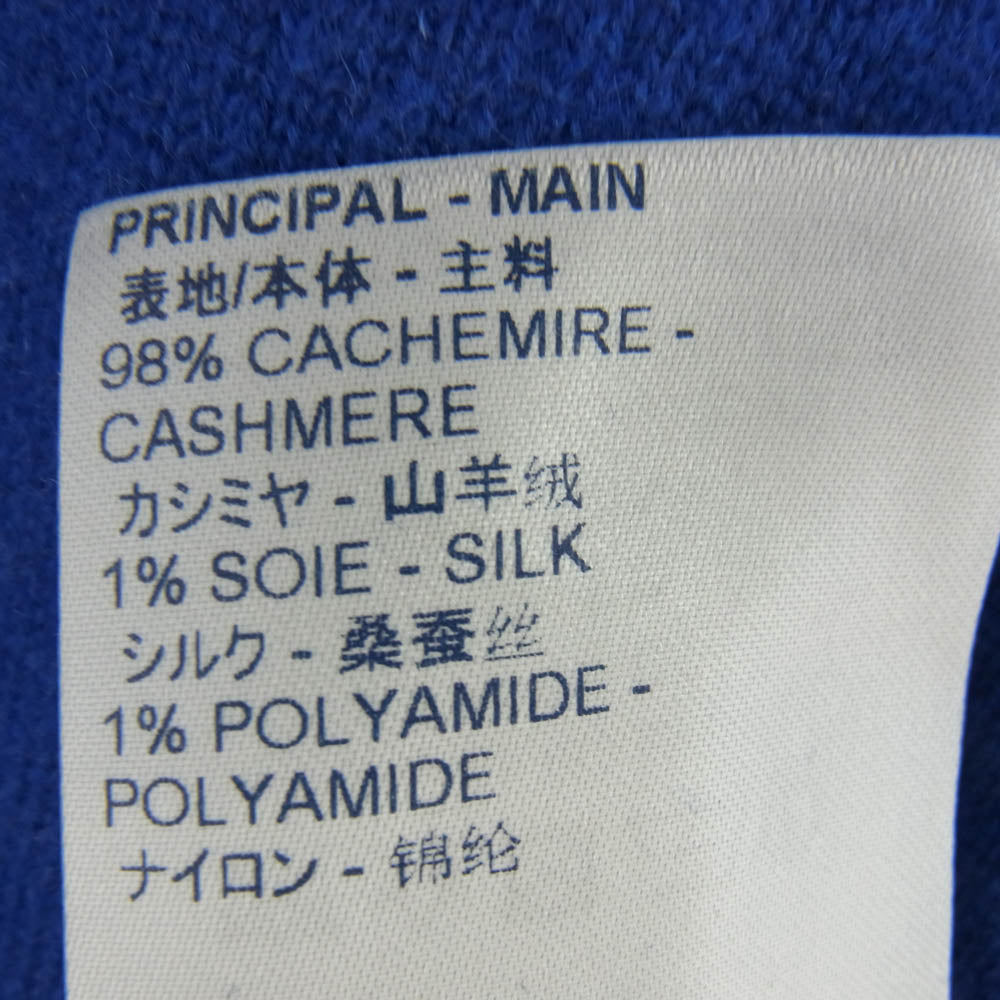 PRINCIPAL - MAIN
表地/本体 - 主料
98% CACHEMIRE -
CASHMERE
カシミヤ - 山羊绒
1% SOIE - SILK
シルク - 桑蚕丝
1% POLYAMIDE -
POLYAMIDE
ナイロン - 锦纶